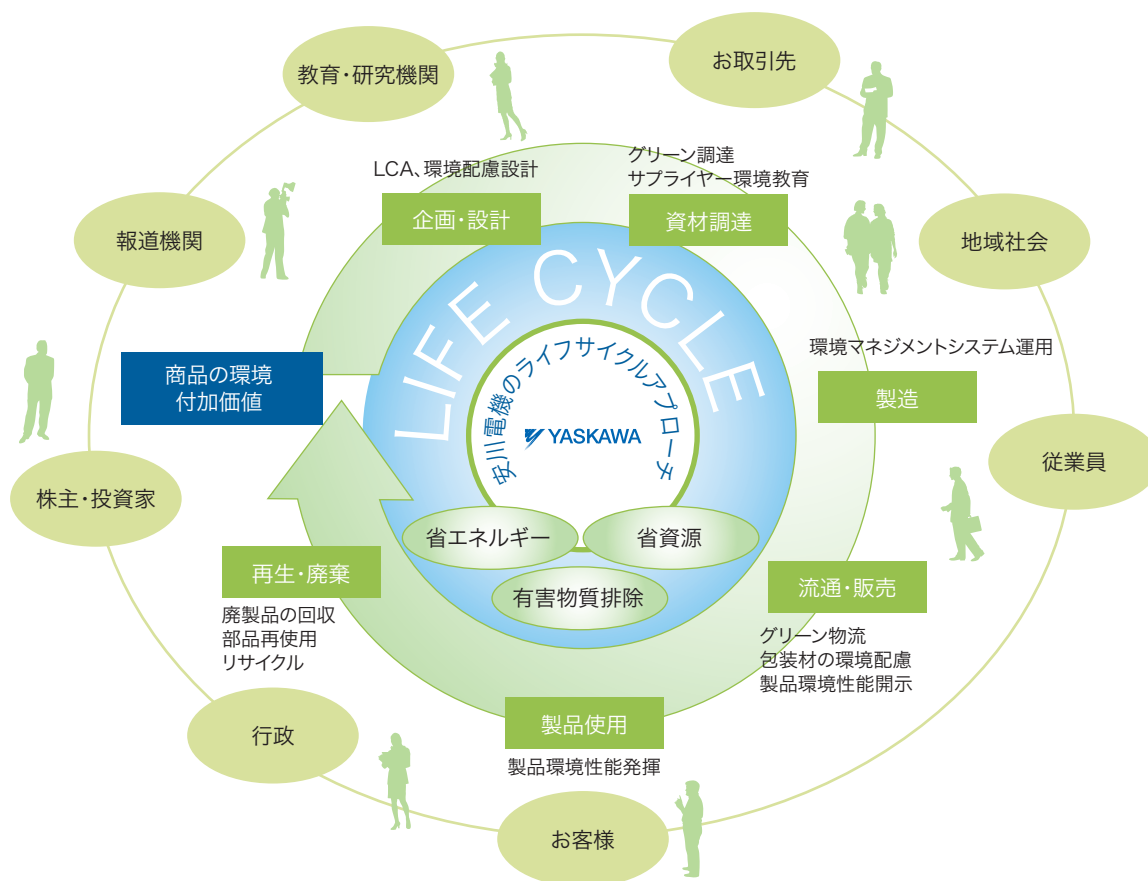 教育・研究機関
お取引先
LCA、環境配慮設計
企画・設計
グリーン調達
サプライヤー環境教育
資材調達
報道機関
地域社会
LIFE CYCLE
安川電機のライフサイクルアプローチ
YASKAWA
商品の環境
付加価値
環境マネジメントシステム運用
製造
株主・投資家
従業員
省エネルギー
省資源
有害物質排除
再生・廃棄
廃製品の回収
部品再使用
リサイクル
流通・販売
グリーン物流
包装材の環境配慮
製品環境性能開示
製品使用
製品環境性能発揮
行政
お客様